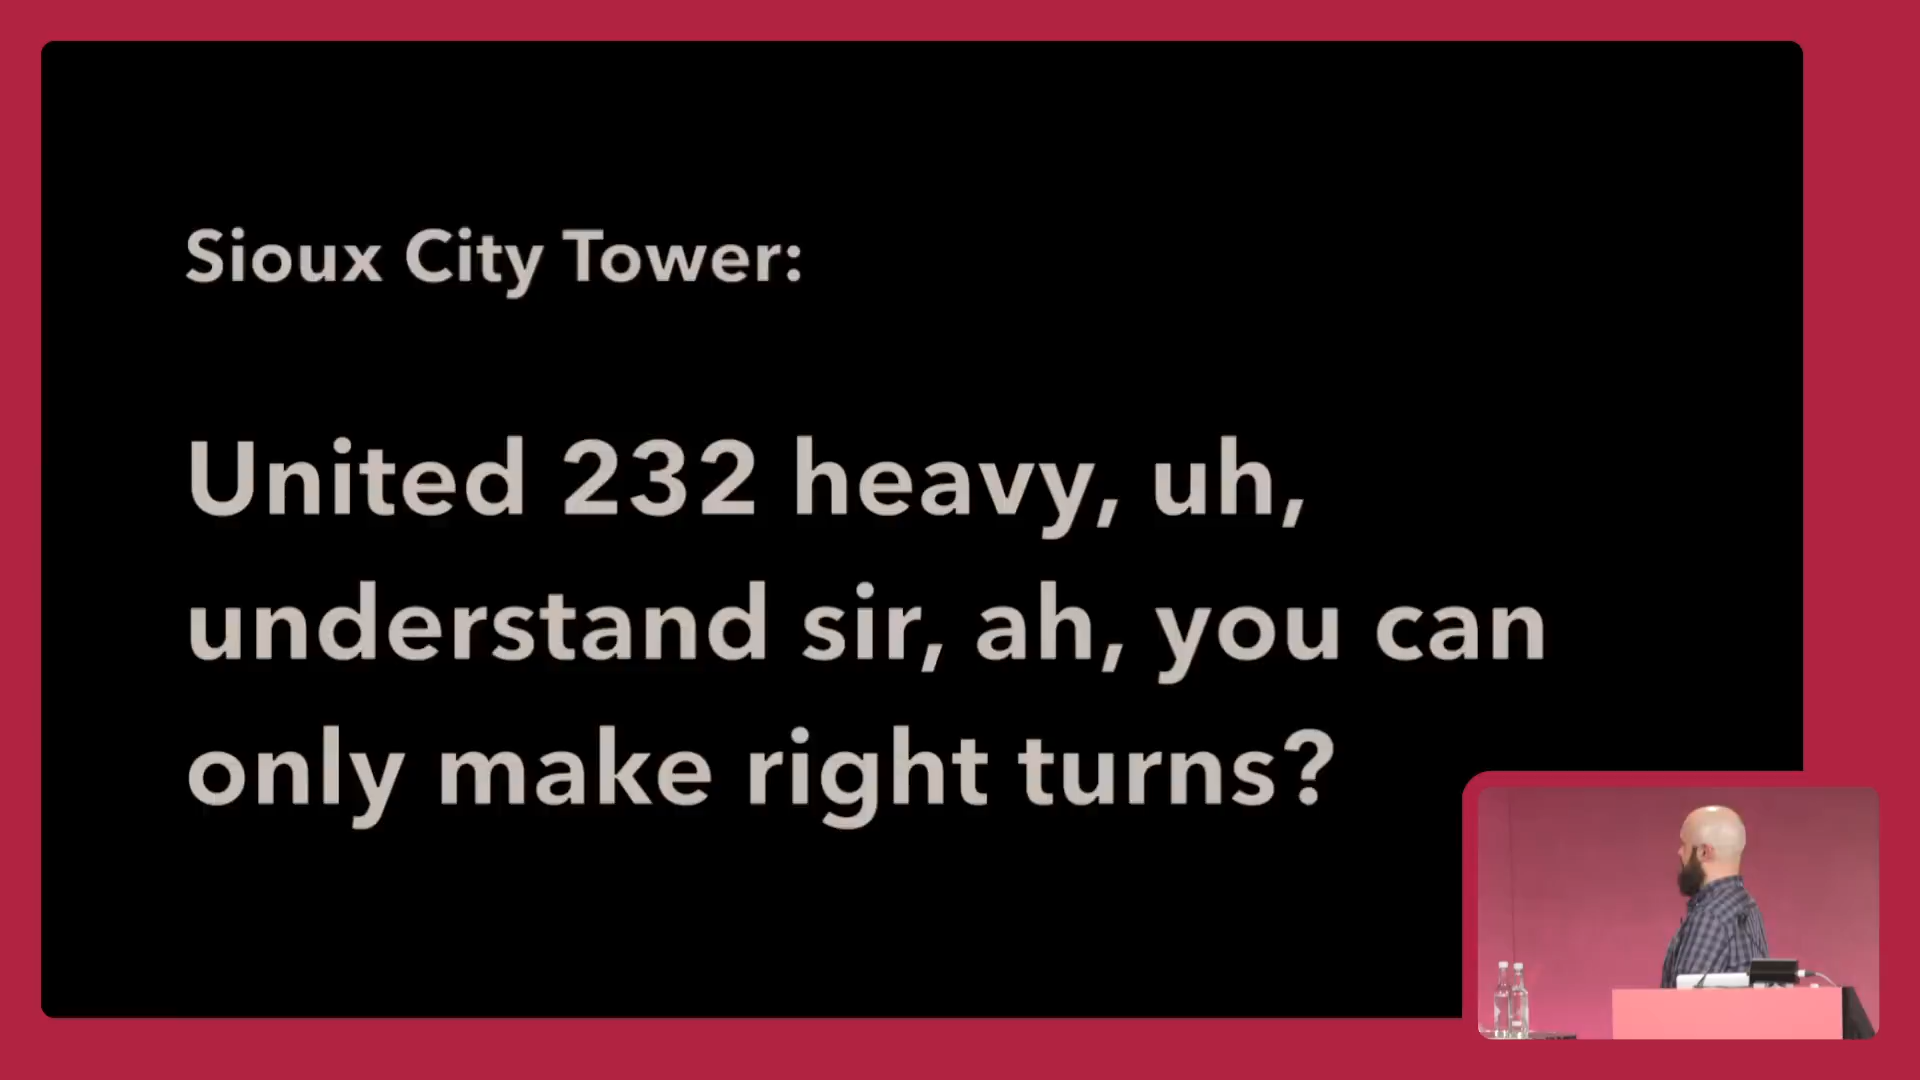 Sioux City Tower:
United 232 heavy, uh,
understand sir, ah, you can
only make right turns?